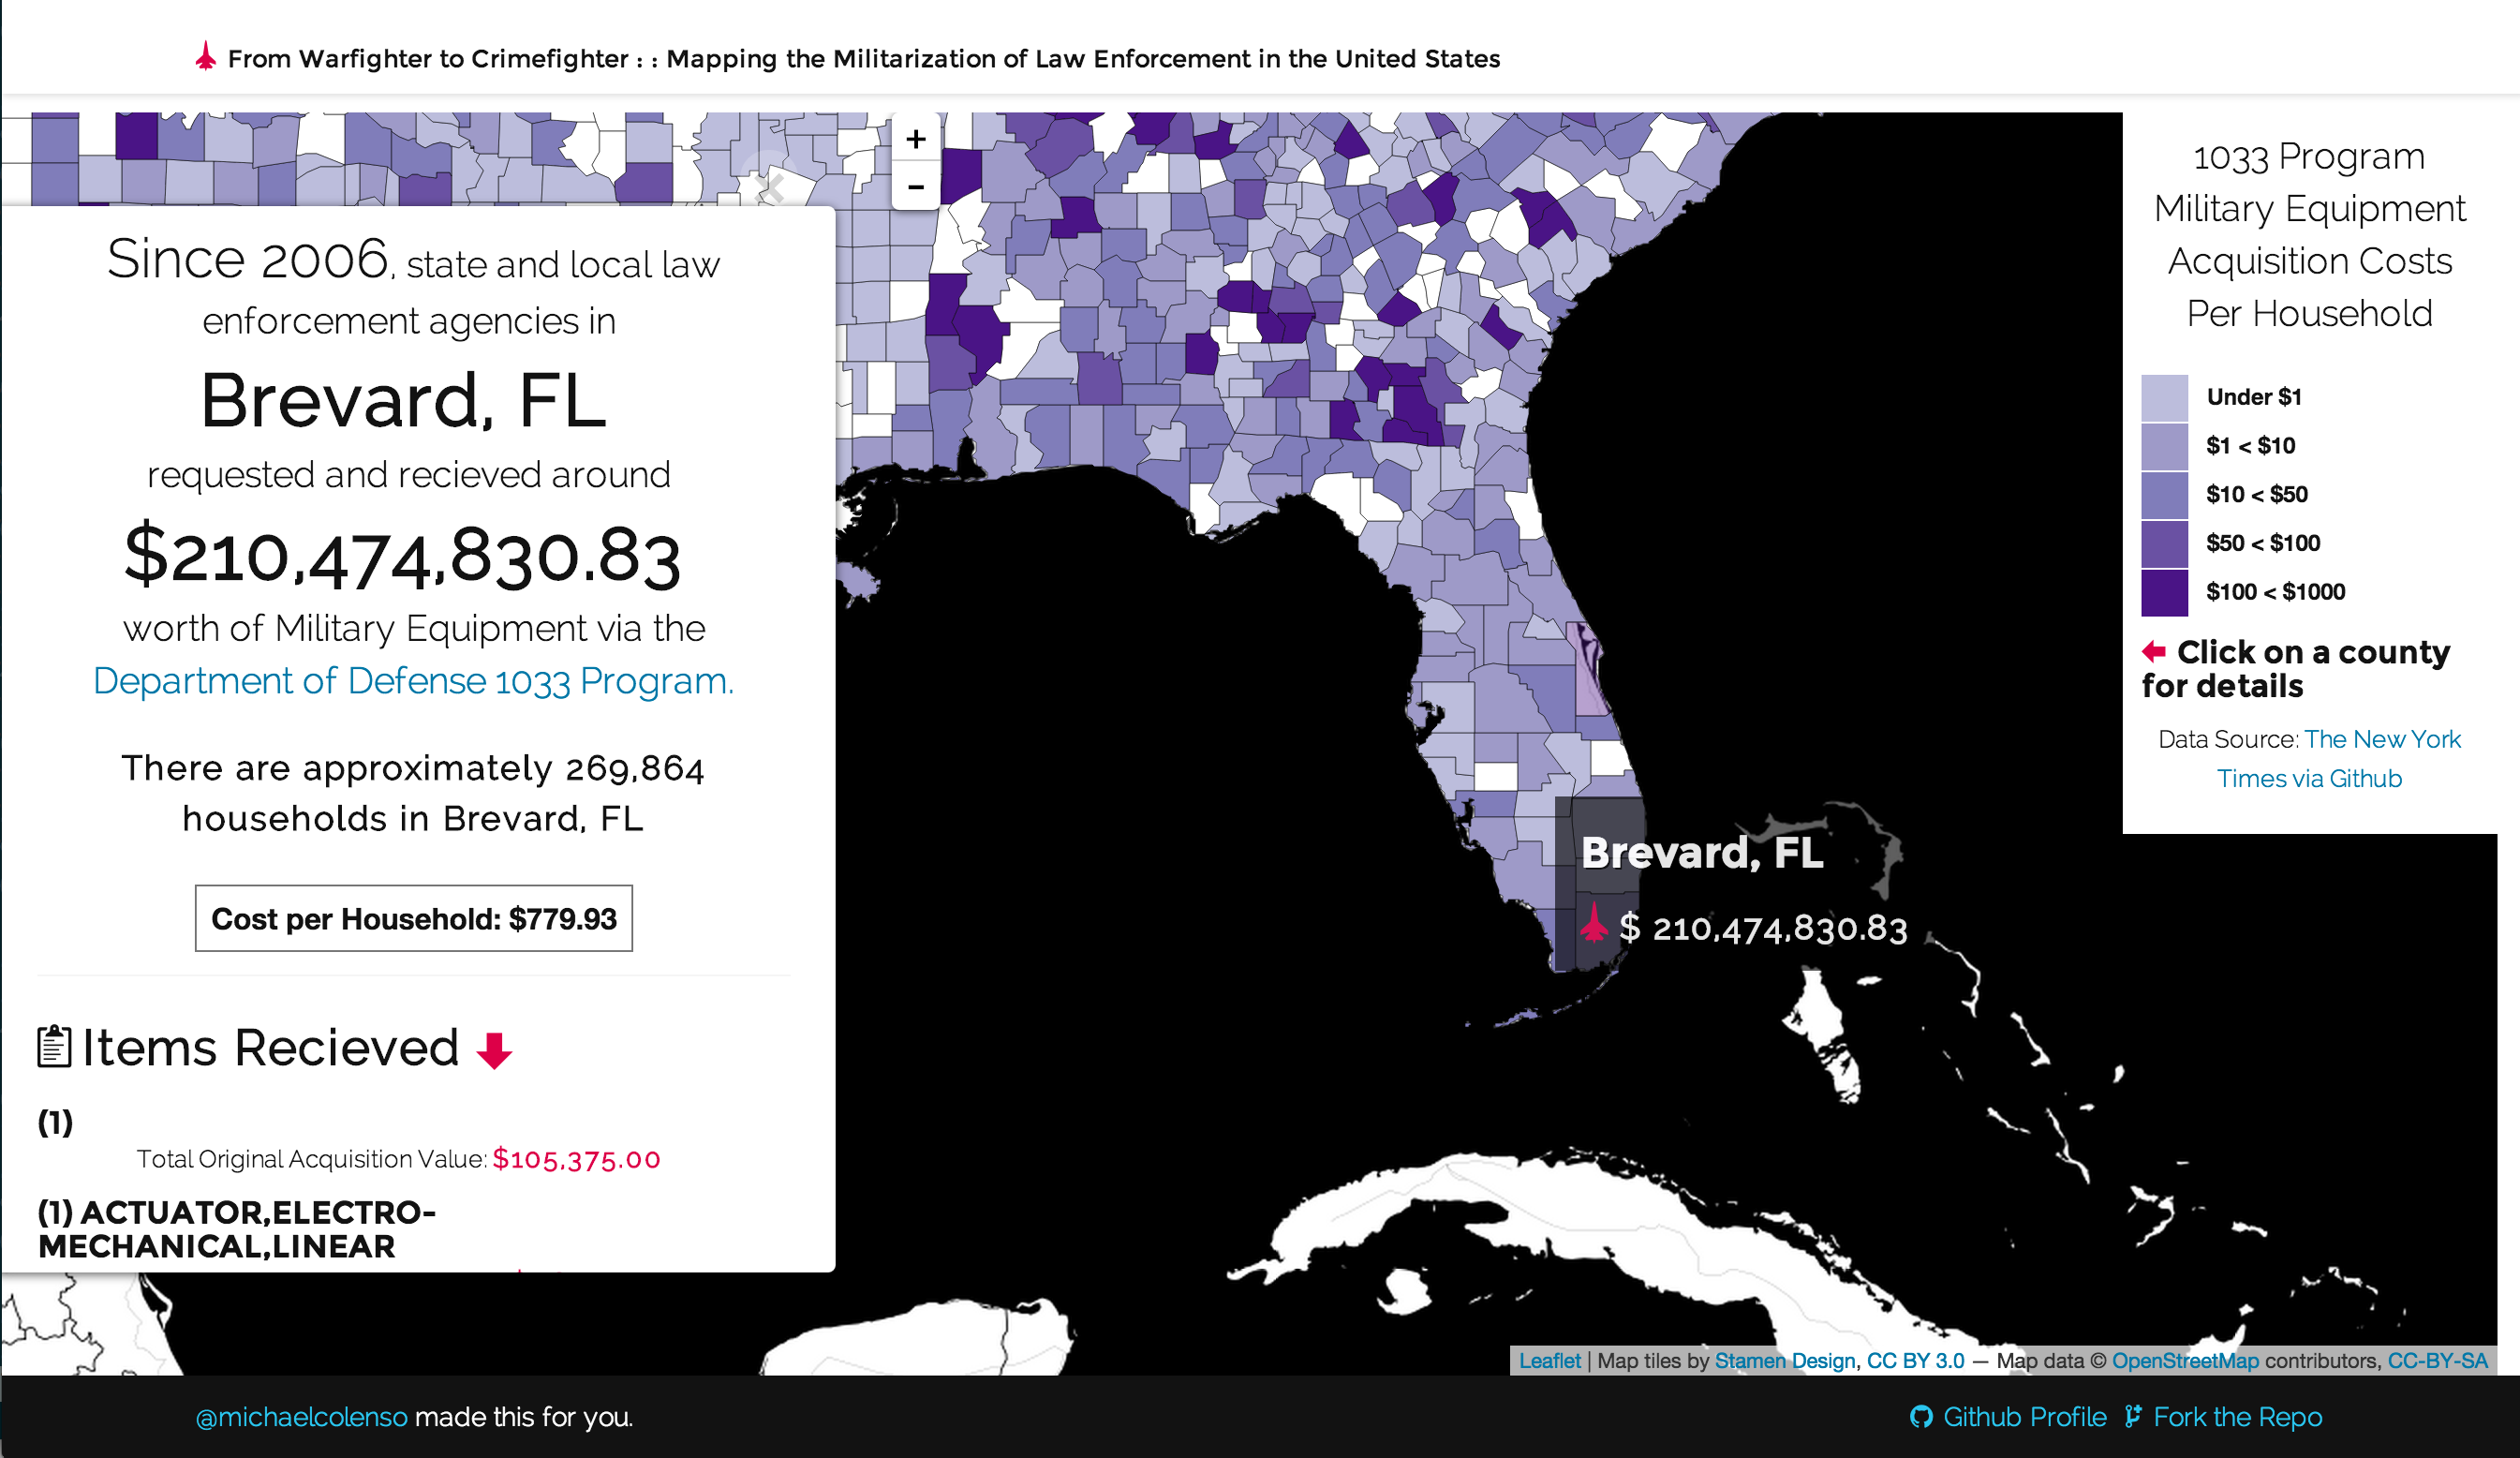 From Warfighter to Crimefighter : : Mapping the Militarization of Law Enforcement in the United States
+
−
Since 2006, state and local law
enforcement agencies in
Brevard, FL
requested and recieved around
$210,474,830.83
worth of Military Equipment via the
Department of Defense 1033 Program.
There are approximately 269,864
households in Brevard, FL
Cost per Household: $779.93
Items Recieved
(1)
Total Original Acquisition Value: $105,375.00
(1) ACTUATOR,ELECTRO-
MECHANICAL,LINEAR
Brevard, FL
$ 210,474,830.83
1033 Program
Military Equipment
Acquisition Costs
Per Household
Under $1
$1 < $10
$10 < $50
$50 < $100
$100 < $1000
Click on a county
for details
Data Source: The New York
Times via Github
Leaflet | Map tiles by Stamen Design, CC BY 3.0 — Map data © OpenStreetMap contributors, CC-BY-SA
@michaelcolenso made this for you.
Github Profile Fork the Repo